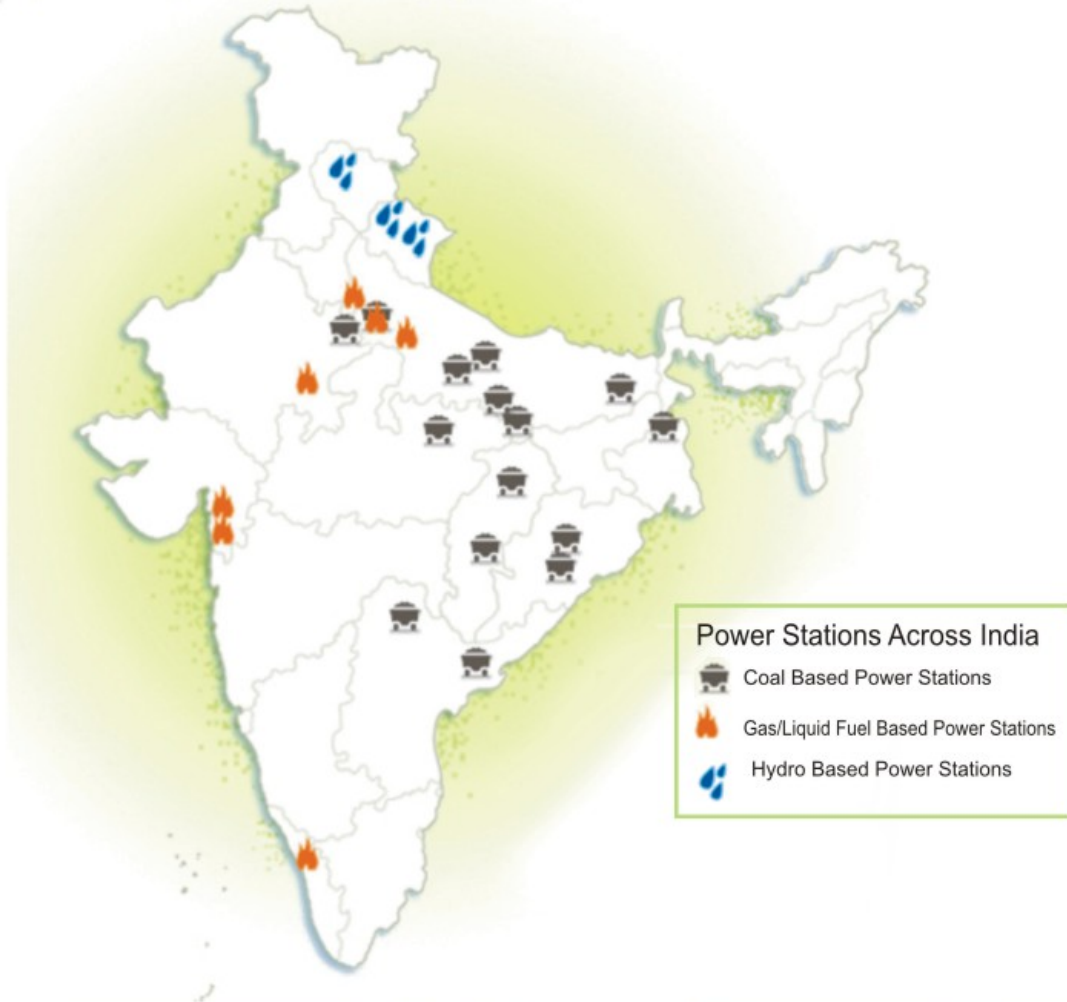 Power Stations Across India
Coal Based Power Stations
Gas/Liquid Fuel Based Power Stations
Hydro Based Power Stations